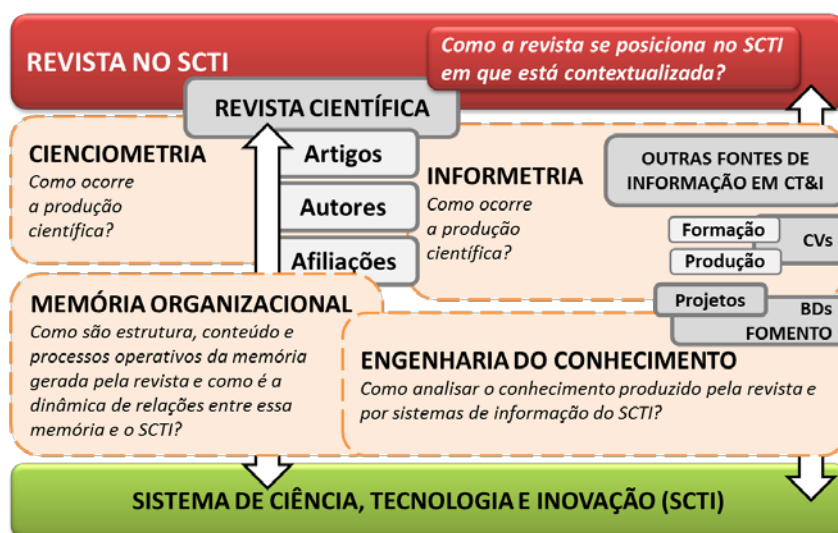 REVISTA NO SCTI
Como a revista se posiciona no SCTI
em que está contextualizada?
REVISTA CIENTÍFICA
CIENCIOMETRIA
Como ocorre
a produção
científica?
Artigos
Autores
Afiliações
INFORMETRIA
Como ocorre
a produção
científica?
OUTRAS FONTES DE
INFORMAÇÃO EM CT&I
Formação
Produção
CVs
Projetos
BDs
FOMENTO
MEMÓRIA ORGANIZACIONAL
Como são estrutura, conteúdo e
processos operativos da memória
gerada pela revista e como é a
dinâmica de relações entre essa
memória e o SCTI?
ENGENHARIA DO CONHECIMENTO
Como analisar o conhecimento produzido pela revista e
por sistemas de informação do SCTI?
SISTEMA DE CIÊNCIA, TECNOLOGIA E INOVAÇÃO (SCTI)